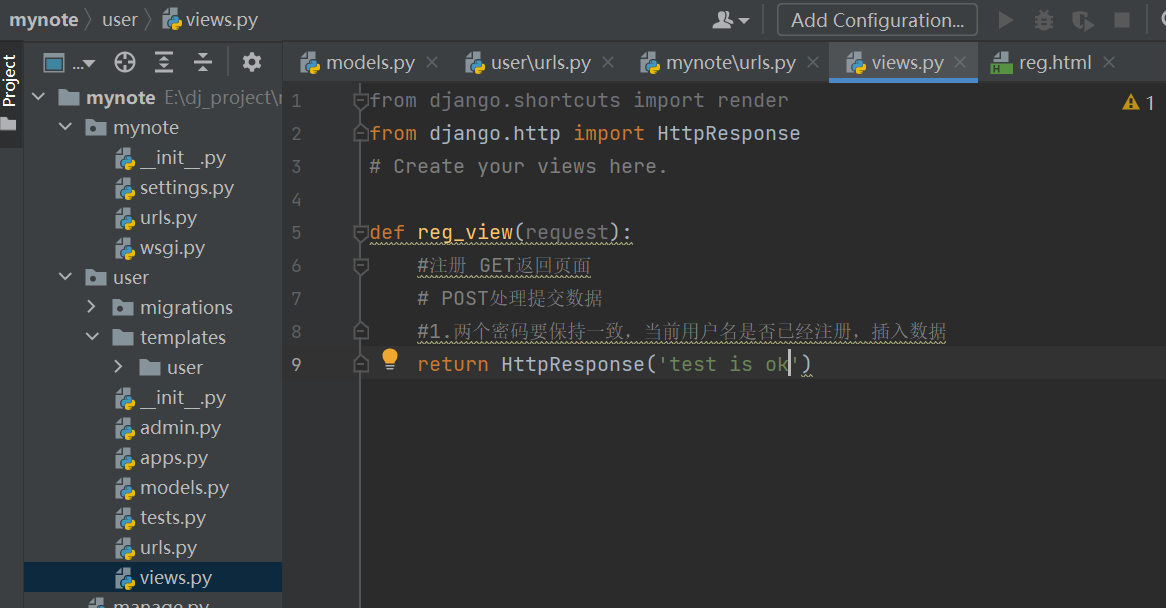 mynote user views.py
Add Configuration...
Project
...
models.py user\urls.py mynote\urls.py views.py reg.html
mynote E:\dj_project\
mynote
__init__.py
settings.py
urls.py
wsgi.py
user
migrations
templates
user
__init__.py
admin.py
apps.py
models.py
tests.py
urls.py
views.py
manage.py
1 from django.shortcuts import render
1
2 from django.http import HttpResponse
3 # Create your views here.
4
5 def reg_view(request):
6 #注册 GET返回页面
7 # POST处理提交数据
8 #1.两个密码要保持一致，当前用户名是否已经注册，插入数据
9 return HttpResponse('test is ok')